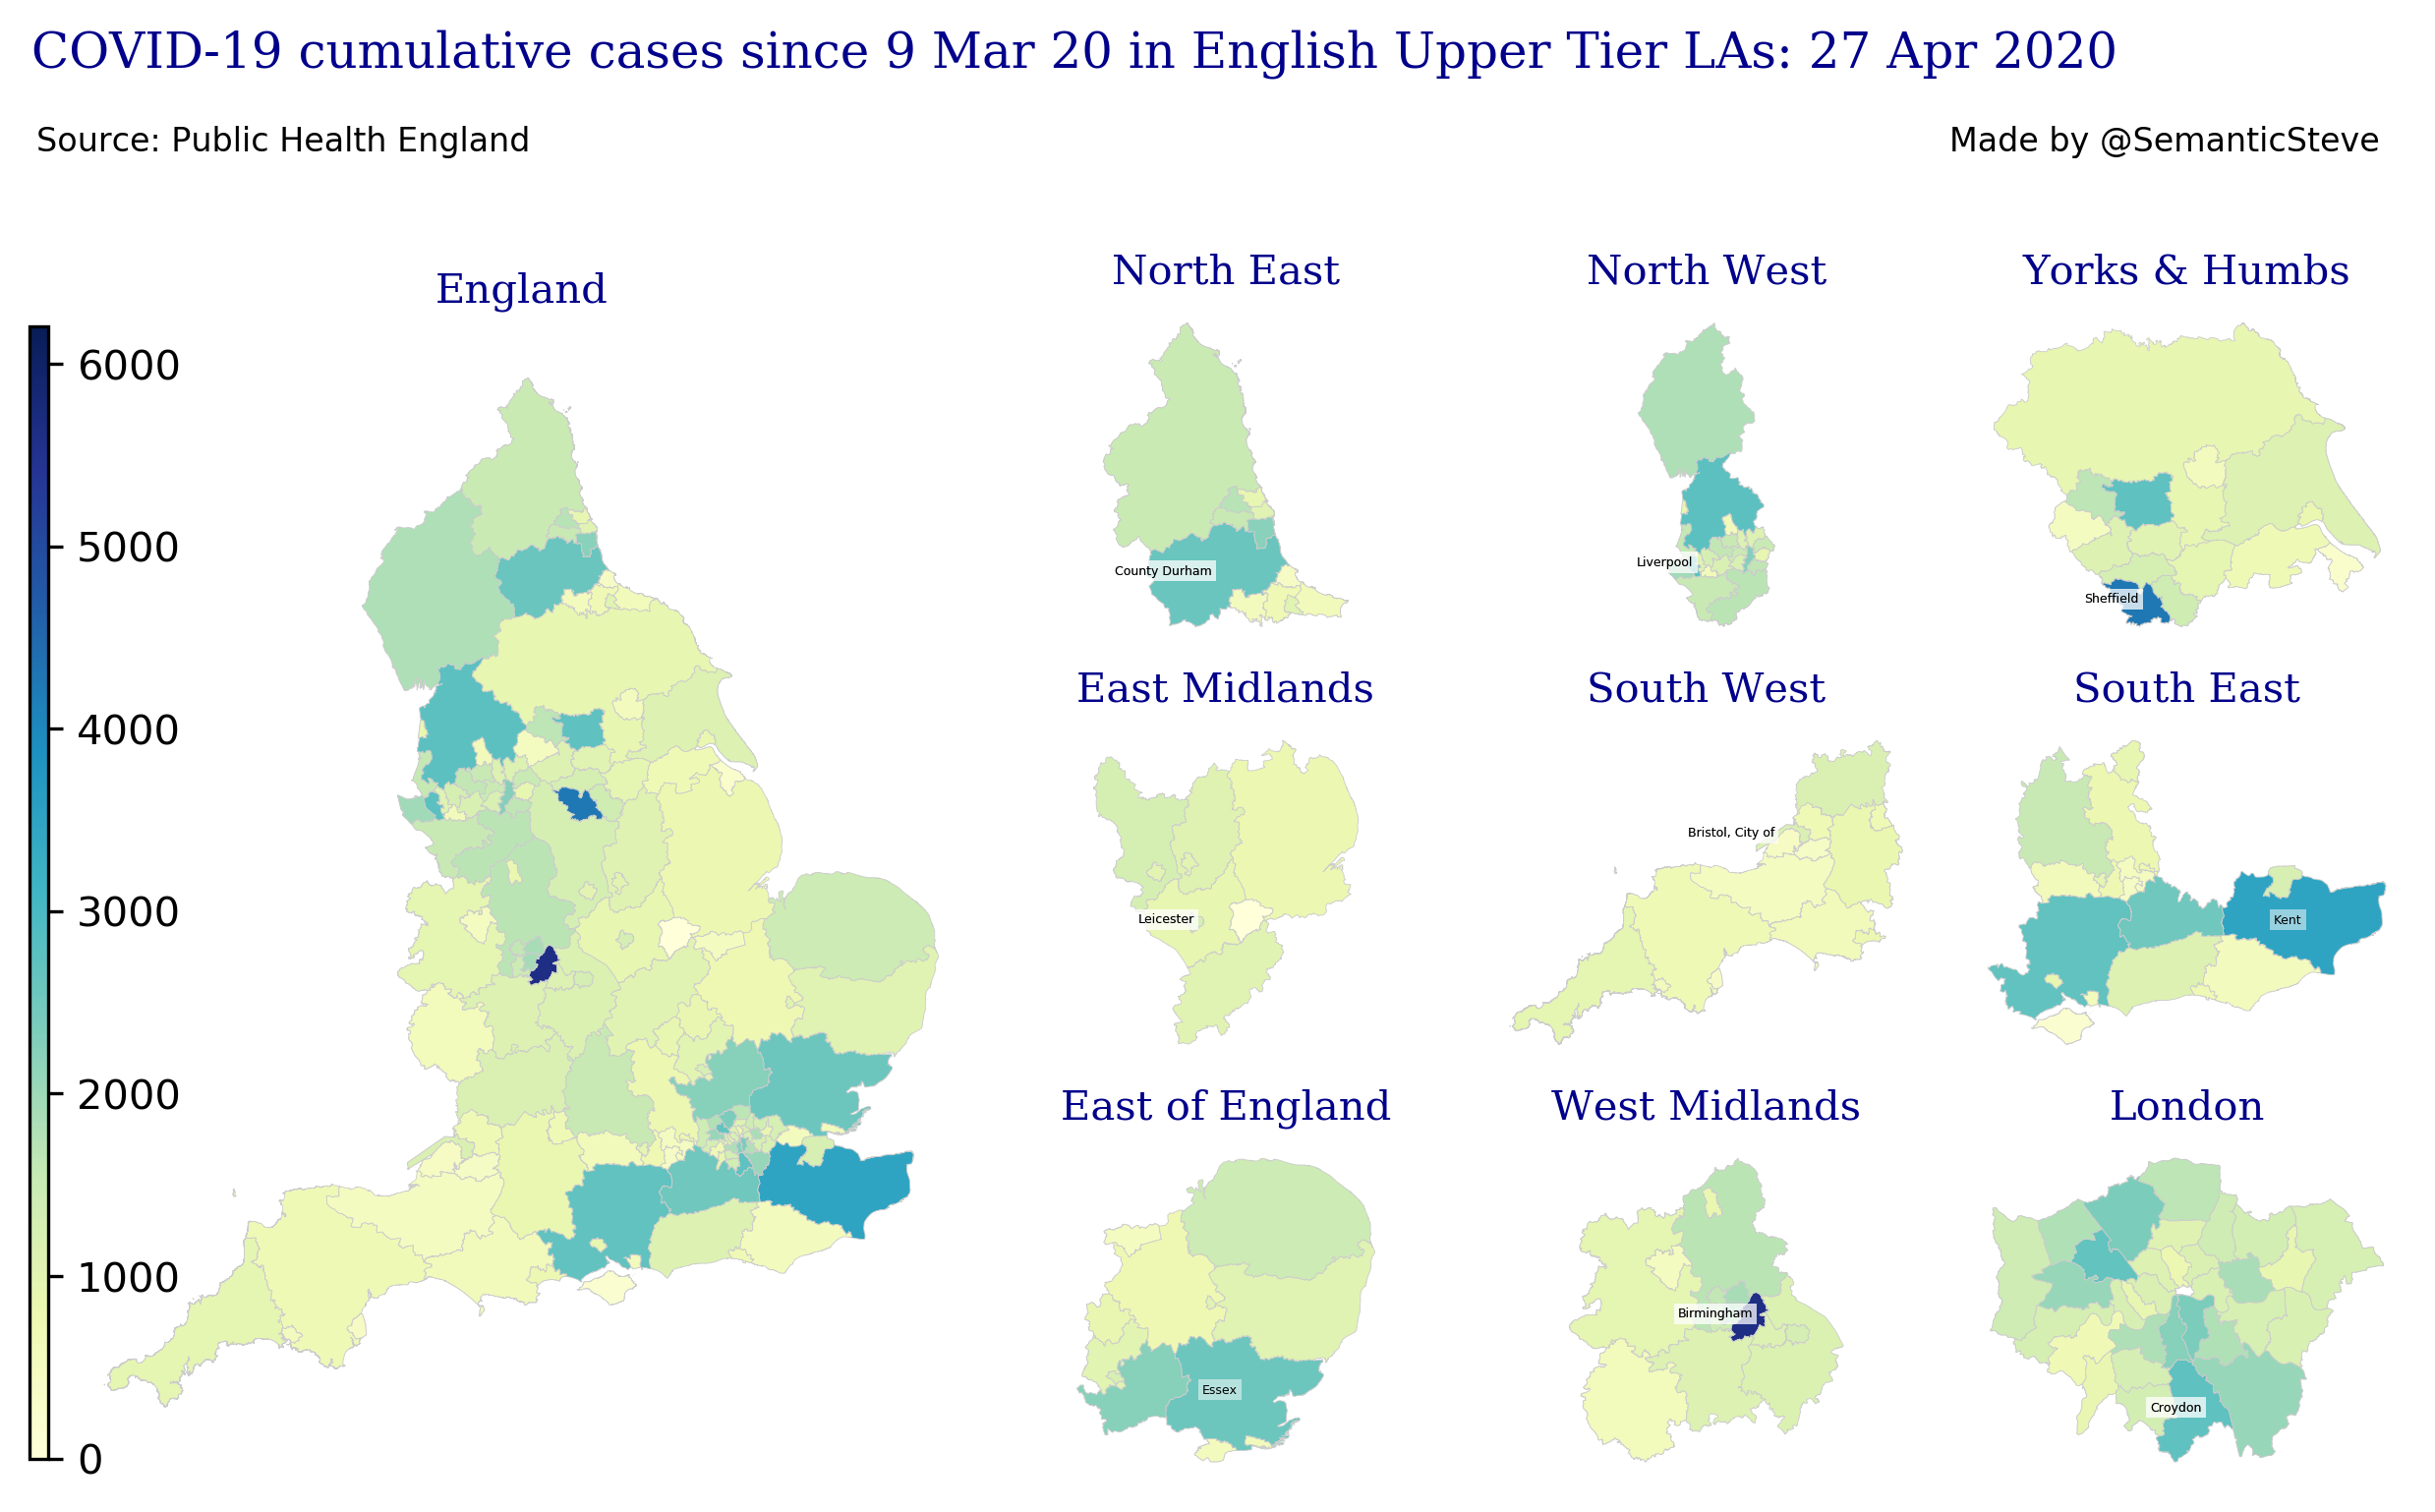 COVID-19 cumulative cases since 9 Mar 20 in English Upper Tier LAs: 27 Apr 2020
Source: Public Health England
Made by @SemanticSteve
England
North East
North West
Yorks & Humbs
6000
5000
4000
3000
2000
1000
0
County Durham
Liverpool
Sheffield
East Midlands
South West
South East
Leicester
Bristol, City of
Kent
East of England
West Midlands
London
Essex
Birmingham
Croydon